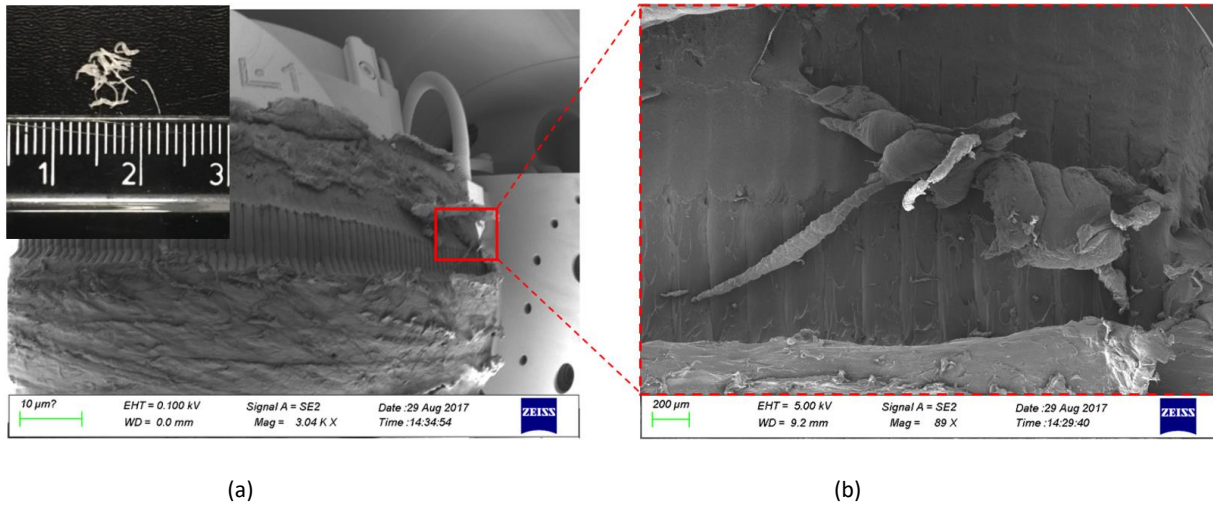 1 2 3
10 µm?
EHT = 0.100 kV
WD = 0.0 mm
Signal A = SE2
Mag = 3.04 K X
Date :29 Aug 2017
Time :14:34:54
ZEISS
200 µm
EHT = 5.00 kV
WD = 9.2 mm
Signal A = SE2
Mag = 89 X
Date :29 Aug 2017
Time :14:29:40
ZEISS
(a)
(b)